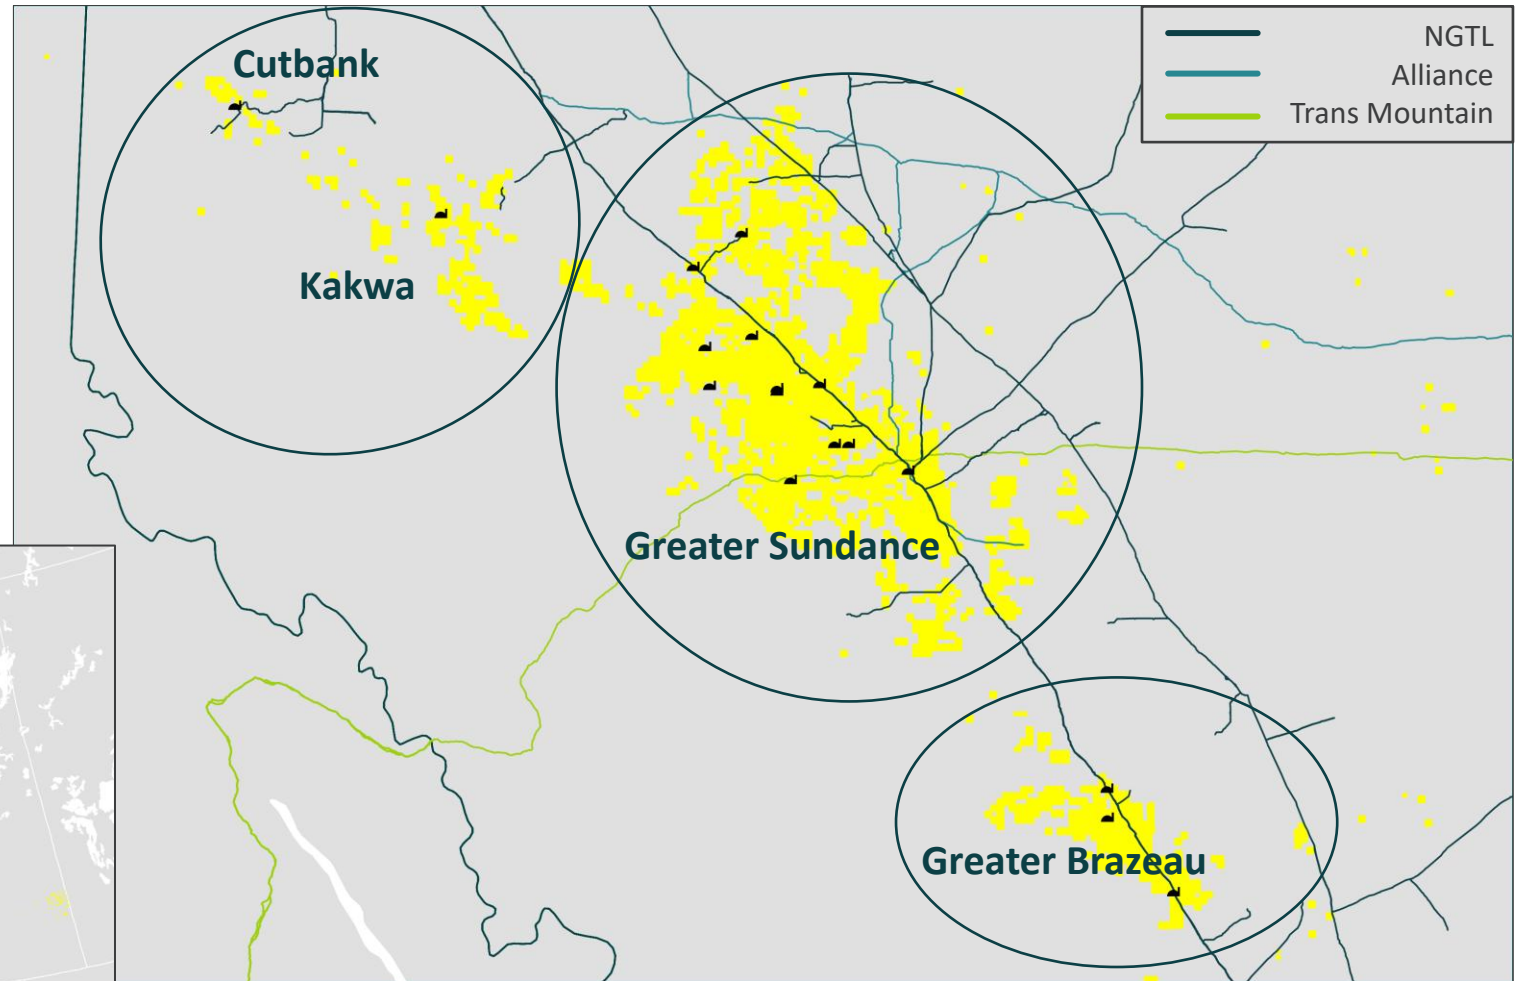 Cutbank
NGTL
Alliance
Trans Mountain
Kakwa
Greater Sundance
Greater Brazeau